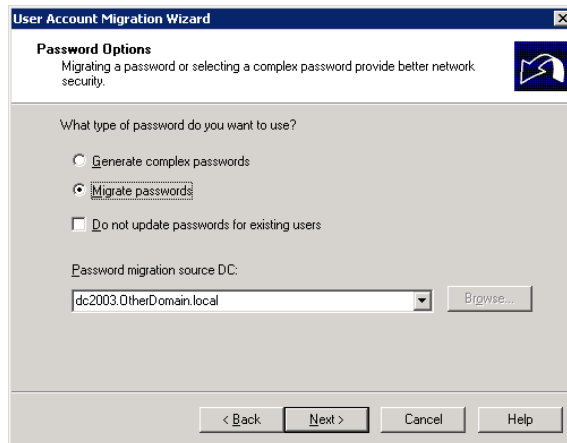 User Account Migration Wizard
Password Options
Migrating a password or selecting a complex password provide better network
security.
What type of password do you want to use?
Generate complex passwords
Migrate passwords
Do not update passwords for existing users
Password migration source DC:
dc2003.OtherDomain.local
Browse...
< Back
Next >
Cancel
Help